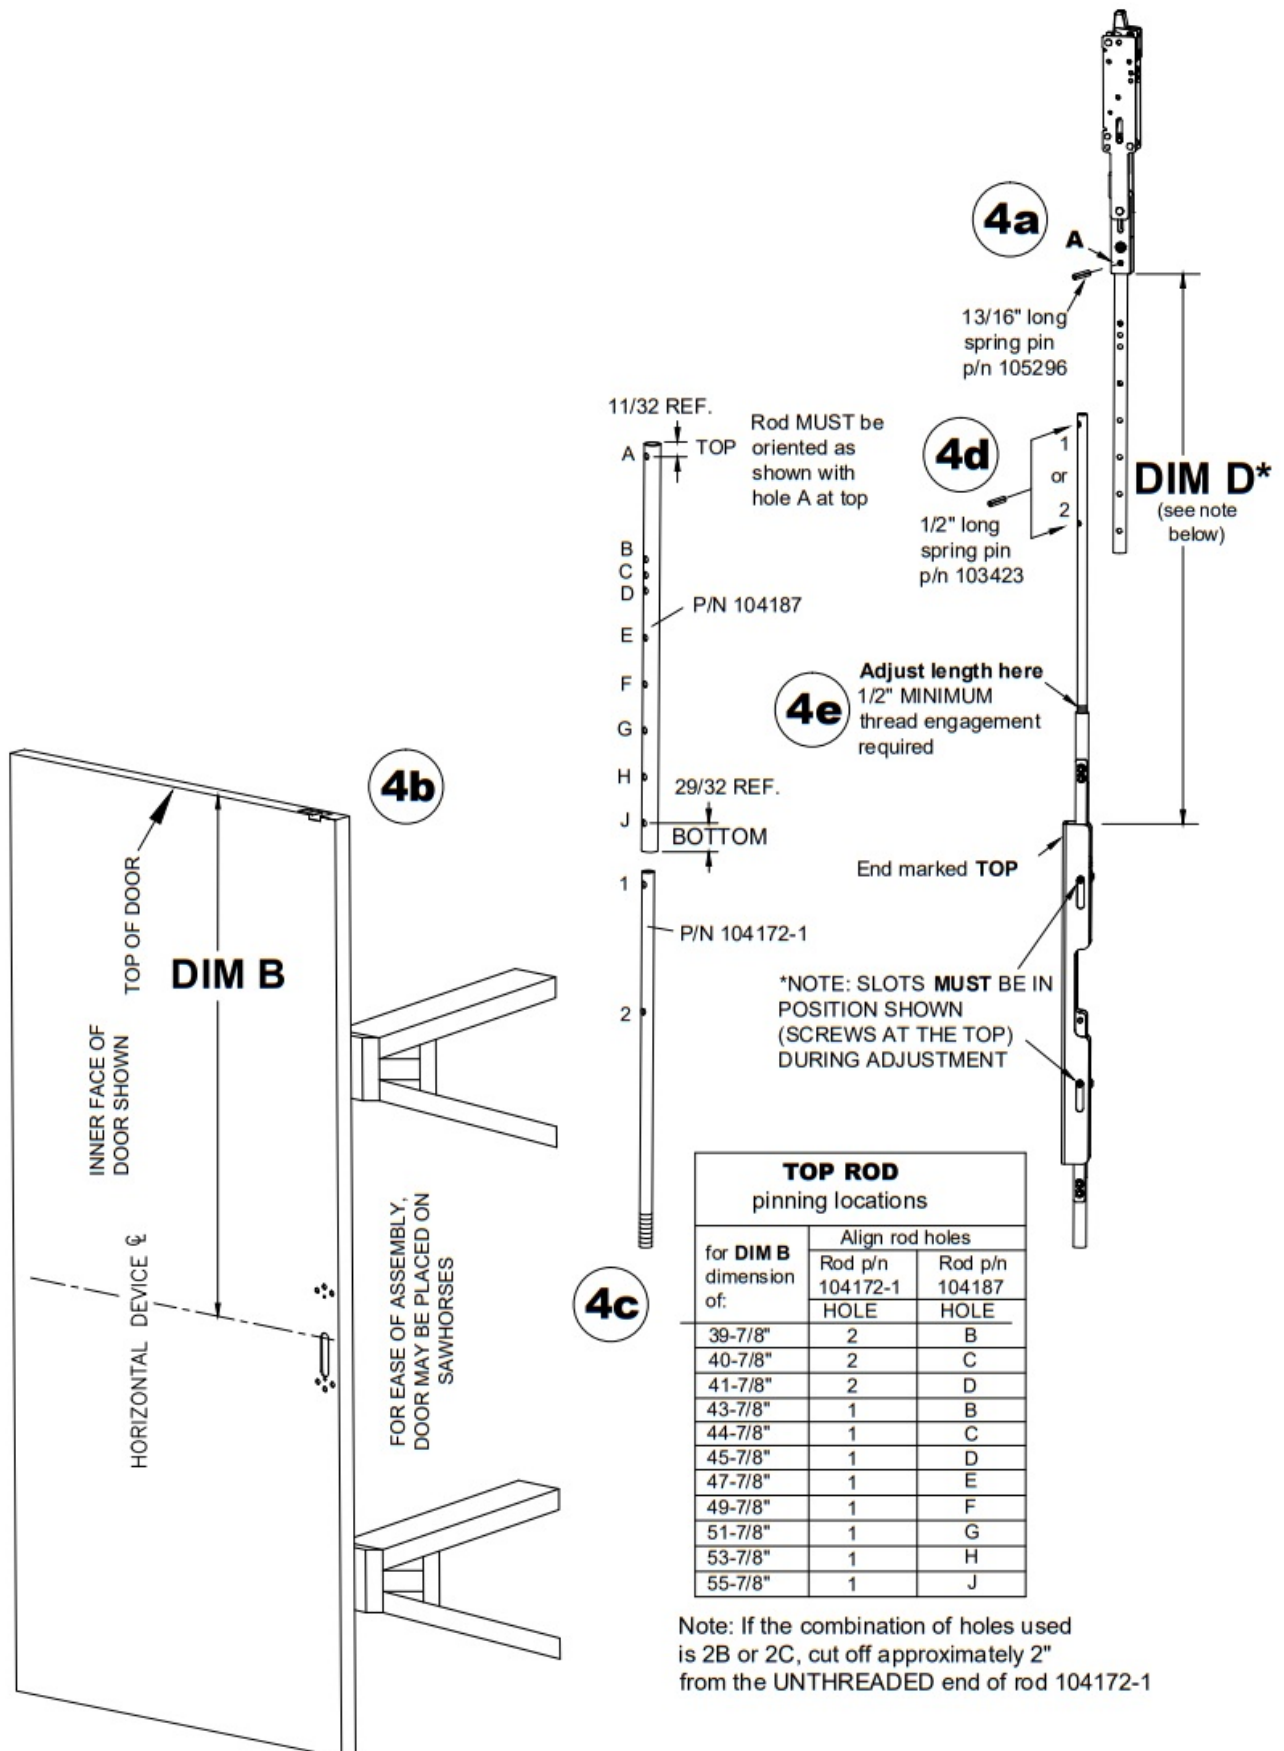 4a
A
13/16" long
spring pin
p/n 105296
DIM D*
(see note
below)
4d
1
or
2
1/2" long
spring pin
p/n 103423
11/32 REF.
TOP
Rod MUST be
oriented as
shown with
hole A at top
A
B
C
D
E
F
G
H
J
P/N 104187
29/32 REF.
BOTTOM
1
2
P/N 104172-1
4e
Adjust length here
1/2" MINIMUM
thread engagement
required
End marked TOP
*NOTE: SLOTS MUST BE IN
POSITION SHOWN
(SCREWS AT THE TOP)
DURING ADJUSTMENT
4b
TOP OF DOOR
DIM B
INNER FACE OF
DOOR SHOWN
HORIZONTAL DEVICE ℄
FOR EASE OF ASSEMBLY,
DOOR MAY BE PLACED ON
SAWHORSES
4c
TOP ROD
pinning locations
for DIM B
dimension
of:
Align rod holes
Rod p/n
104172-1
Rod p/n
104187
HOLE HOLE
39-7/8" 2 B
40-7/8" 2 C
41-7/8" 2 D
43-7/8" 1 B
44-7/8" 1 C
45-7/8" 1 D
47-7/8" 1 E
49-7/8" 1 F
51-7/8" 1 G
53-7/8" 1 H
55-7/8" 1 J
Note: If the combination of holes used
is 2B or 2C, cut off approximately 2"
from the UNTHREADED end of rod 104172-1